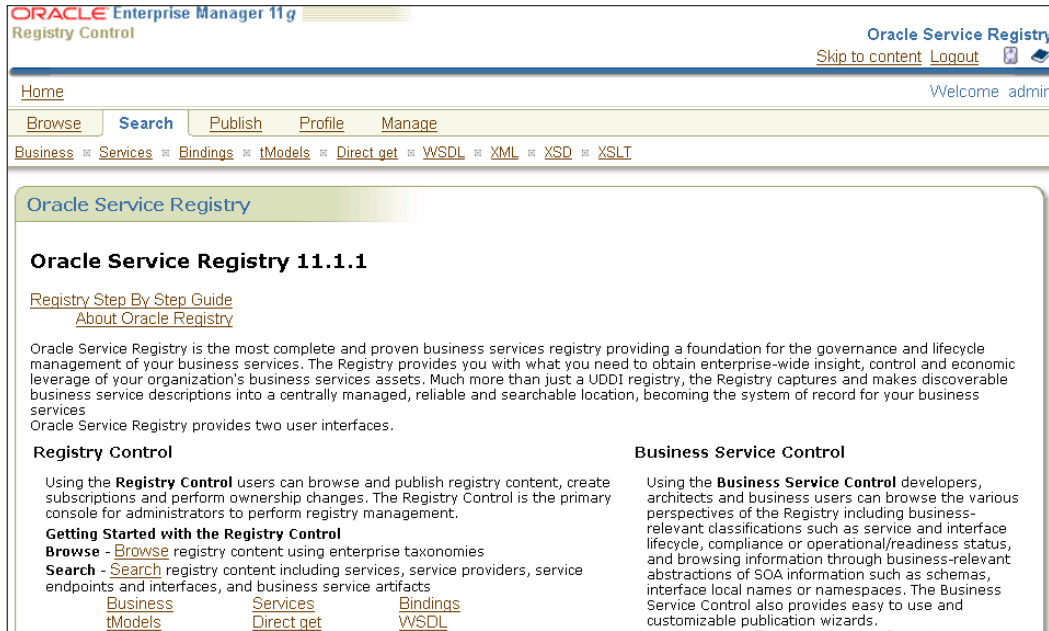 ORACLE Enterprise Manager 11g
Registry Control
Oracle Service Registry
Skip to content Logout
Home
Welcome admin
Browse Search Publish Profile Manage
Business Services Bindings tModels Direct get WSDL XML XSD XSLT
Oracle Service Registry
Oracle Service Registry 11.1.1
Registry Step By Step Guide
About Oracle Registry
Oracle Service Registry is the most complete and proven business services registry providing a foundation for the governance and lifecycle
management of your business services. The Registry provides you with what you need to obtain enterprise-wide insight, control and economic
leverage of your organization's business services assets. Much more than just a UDDI registry, the Registry captures and makes discoverable
business service descriptions into a centrally managed, reliable and searchable location, becoming the system of record for your business
services
Oracle Service Registry provides two user interfaces.
Registry Control
Using the Registry Control users can browse and publish registry content, create
subscriptions and perform ownership changes. The Registry Control is the primary
console for administrators to perform registry management.
Getting Started with the Registry Control
Browse - Browse registry content using enterprise taxonomies
Search - Search registry content including services, service providers, service
endpoints and interfaces, and business service artifacts
Business Services Bindings
tModels Direct get WSDL
Business Service Control
Using the Business Service Control developers,
architects and business users can browse the various
perspectives of the Registry including business-
relevant classifications such as service and interface
lifecycle, compliance or operational/readiness status,
and browsing information through business-relevant
abstractions of SOA information such as schemas,
interface local names or namespaces. The Business
Service Control also provides easy to use and
customizable publication wizards.